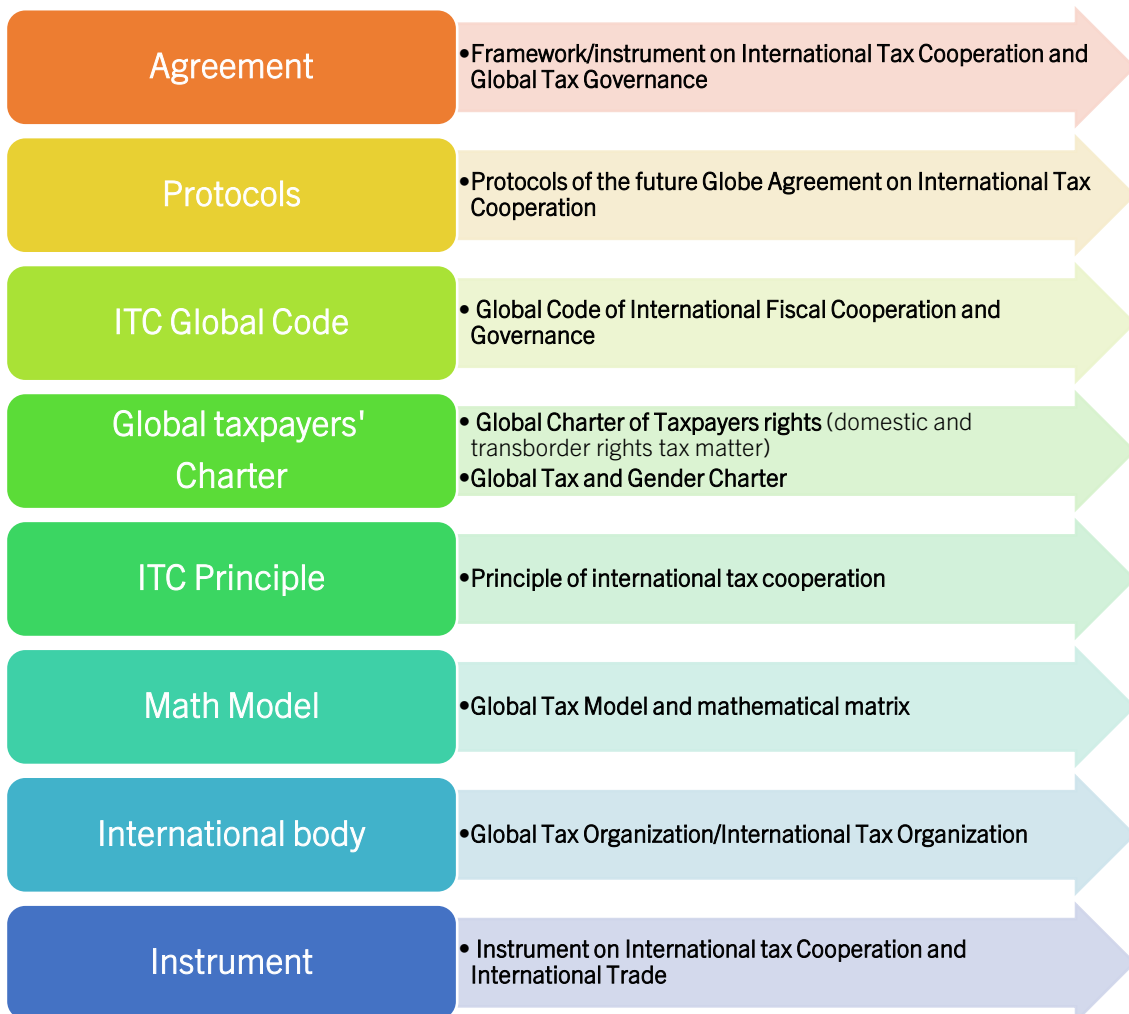 Agreement
•Framework/instrument on International Tax Cooperation and
Global Tax Governance
Protocols
•Protocols of the future Globe Agreement on International Tax
Cooperation
ITC Global Code
• Global Code of International Fiscal Cooperation and
Governance
Global taxpayers'
Charter
• Global Charter of Taxpayers rights (domestic and
transborder rights tax matter)
•Global Tax and Gender Charter
ITC Principle
•Principle of international tax cooperation
Math Model
•Global Tax Model and mathematical matrix
International body
•Global Tax Organization/International Tax Organization
Instrument
• Instrument on International tax Cooperation and
International Trade